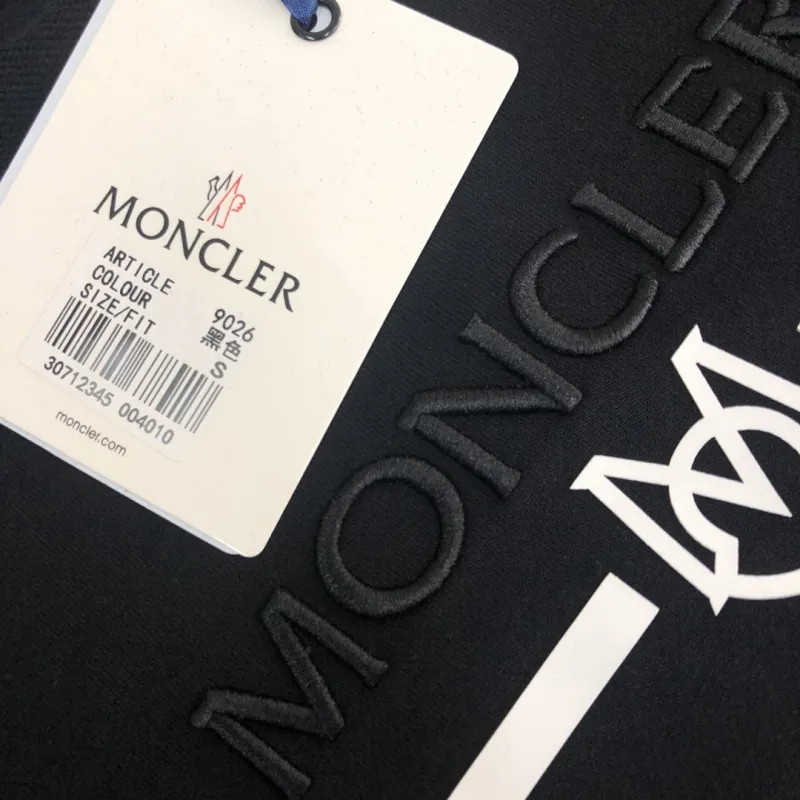 MONCLER
ARTICLE 9026
COLOUR 黑色
SIZE/FIT S
30712345 004010
moncler.com
MONCLER
M